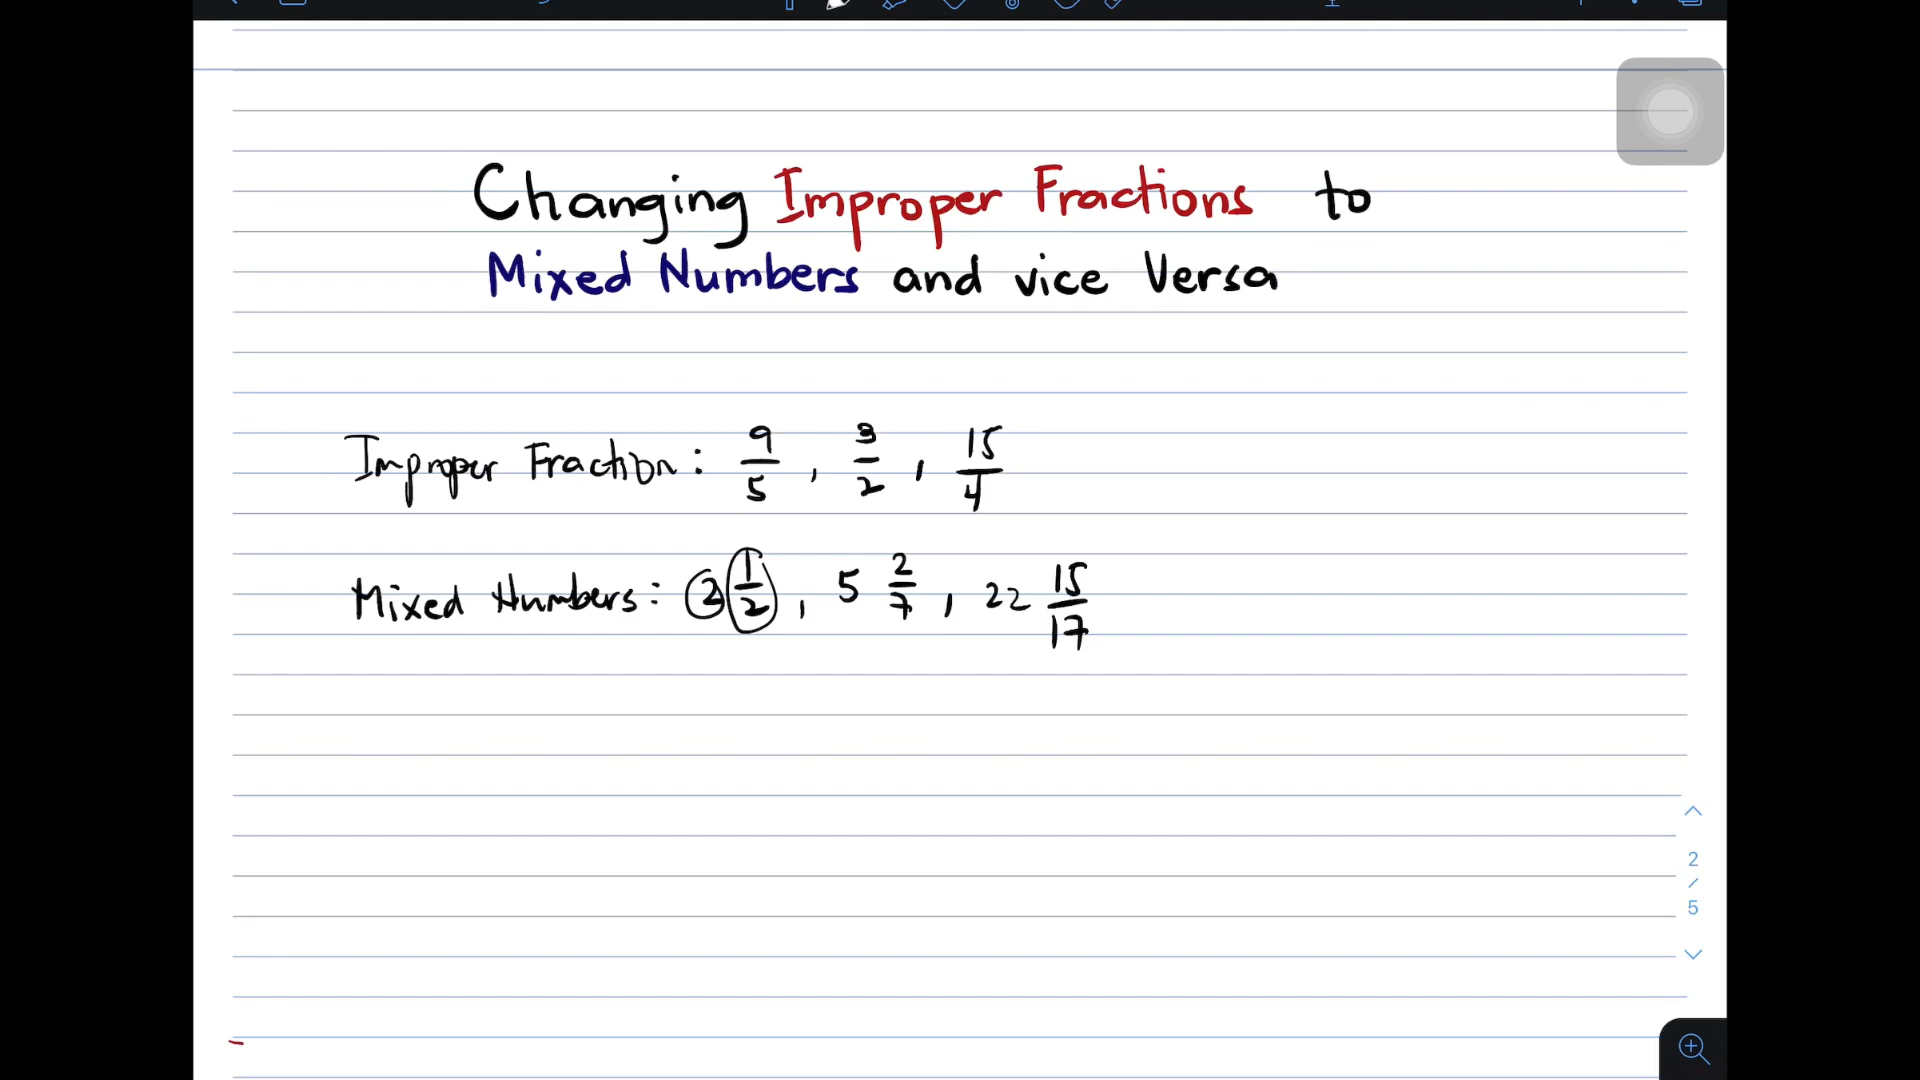 Changing Improper Fractions to
Mixed Numbers and vice Versa
Improper Fraction: 9/5, 3/2, 15/4
Mixed Numbers: 2 1/2, 5 2/7, 22 15/17
2
/
5